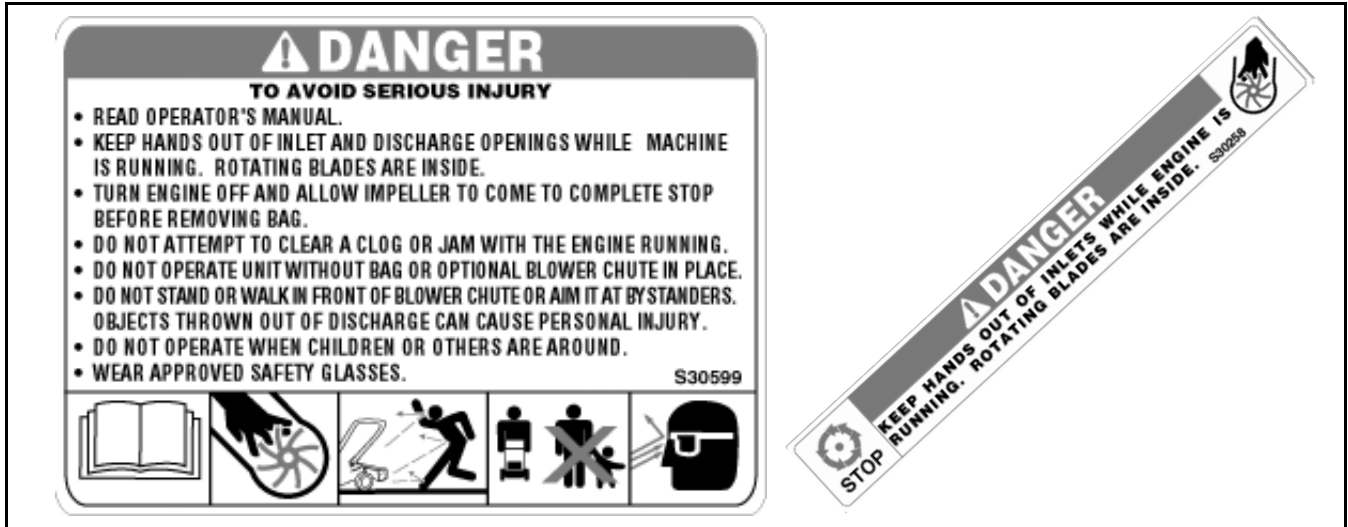 DANGER
TO AVOID SERIOUS INJURY
• READ OPERATOR'S MANUAL.
• KEEP HANDS OUT OF INLET AND DISCHARGE OPENINGS WHILE MACHINE
IS RUNNING. ROTATING BLADES ARE INSIDE.
• TURN ENGINE OFF AND ALLOW IMPELLER TO COME TO COMPLETE STOP
BEFORE REMOVING BAG.
• DO NOT ATTEMPT TO CLEAR A CLOG OR JAM WITH THE ENGINE RUNNING.
• DO NOT OPERATE UNIT WITHOUT BAG OR OPTIONAL BLOWER CHUTE IN PLACE.
• DO NOT STAND OR WALK IN FRONT OF BLOWER CHUTE OR AIM IT AT BYSTANDERS.
OBJECTS THROWN OUT OF DISCHARGE CAN CAUSE PERSONAL INJURY.
• DO NOT OPERATE WHEN CHILDREN OR OTHERS ARE AROUND.
• WEAR APPROVED SAFETY GLASSES.
S30599
DANGER
KEEP HANDS OUT OF INLETS WHILE ENGINE IS
RUNNING. ROTATING BLADES ARE INSIDE.
S30258
STOP